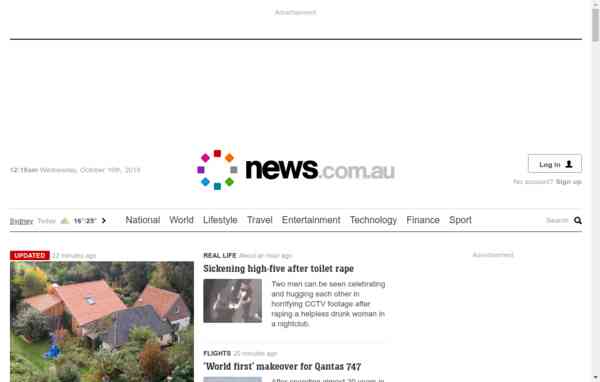 Advertisement
12:15am Wednesday, October 16th, 2019
news.com.au
Log in
No account? Sign up
Sydney Today 16° / 25°
National World Lifestyle Travel Entertainment Technology Finance Sport
Search
UPDATED 12 minutes ago
REAL LIFE About an hour ago
Advertisement
Sickening high-five after toilet rape
Two men can be seen celebrating
and hugging each other in
horrifying CCTV footage after
raping a helpless drunk woman in
a nightclub.
FLIGHTS 25 minutes ago
'World first' makeover for Qantas 747
After spending almost 30 years in